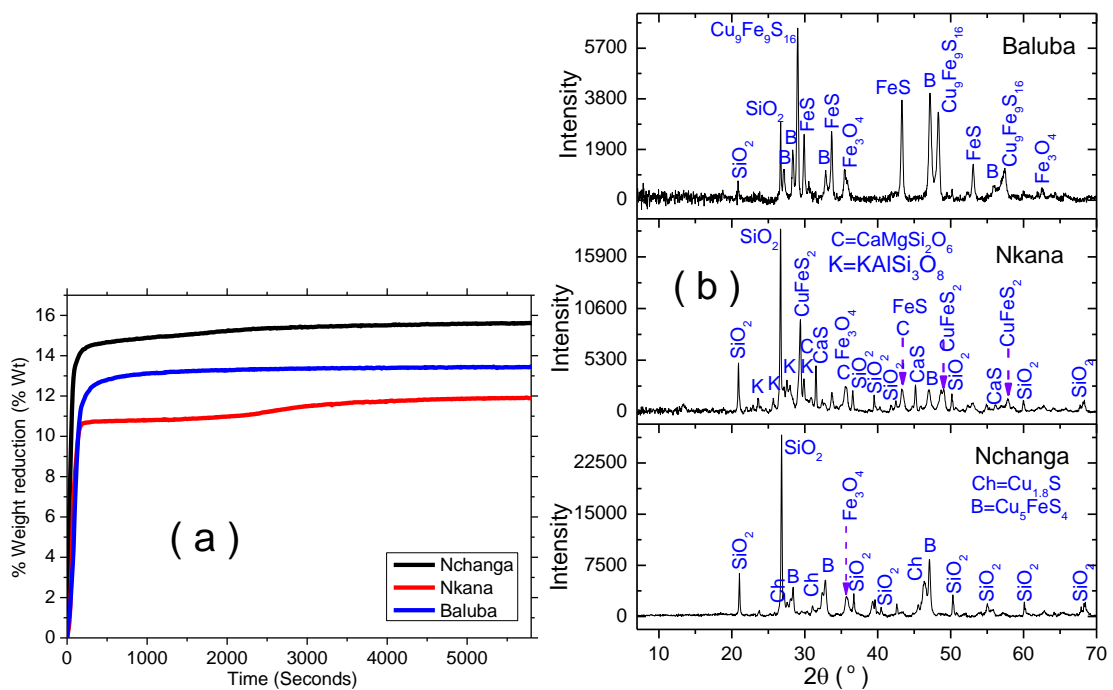 % Weight reduction (% Wt)
16
14
12
10
8
6
4
2
0
( a )
Nchanga
Nkana
Baluba
0 1000 2000 3000 4000 5000
Time (Seconds)
Intensity
5700
3800
1900
0
Baluba
SiO2
SiO2
B
B
Cu9Fe9S16
FeS
B
FeS
Fe3O4
FeS
B
Cu9Fe9S16
FeS
B
Cu9Fe9S16
Fe3O4
Intensity
15900
10600
5300
0
( b )
C=CaMgSi2O6
K=KAlSi3O8
Nkana
SiO2
K
K
SiO2
K
CuFeS2
C
K
CaS
C
Fe3O4
SiO2
SiO2
SiO2
C
FeS
CaS
B
CuFeS2
SiO2
CaS
CuFeS2
SiO2
SiO2
Intensity
22500
15000
7500
0
Nchanga
Ch=Cu1.8S
B=Cu5FeS4
SiO2
SiO2
Ch
B
Ch
B
Fe3O4
SiO2
SiO2
Ch
B
SiO2
SiO2
SiO2
SiO2
10 20 30 40 50 60 70
2θ (°)